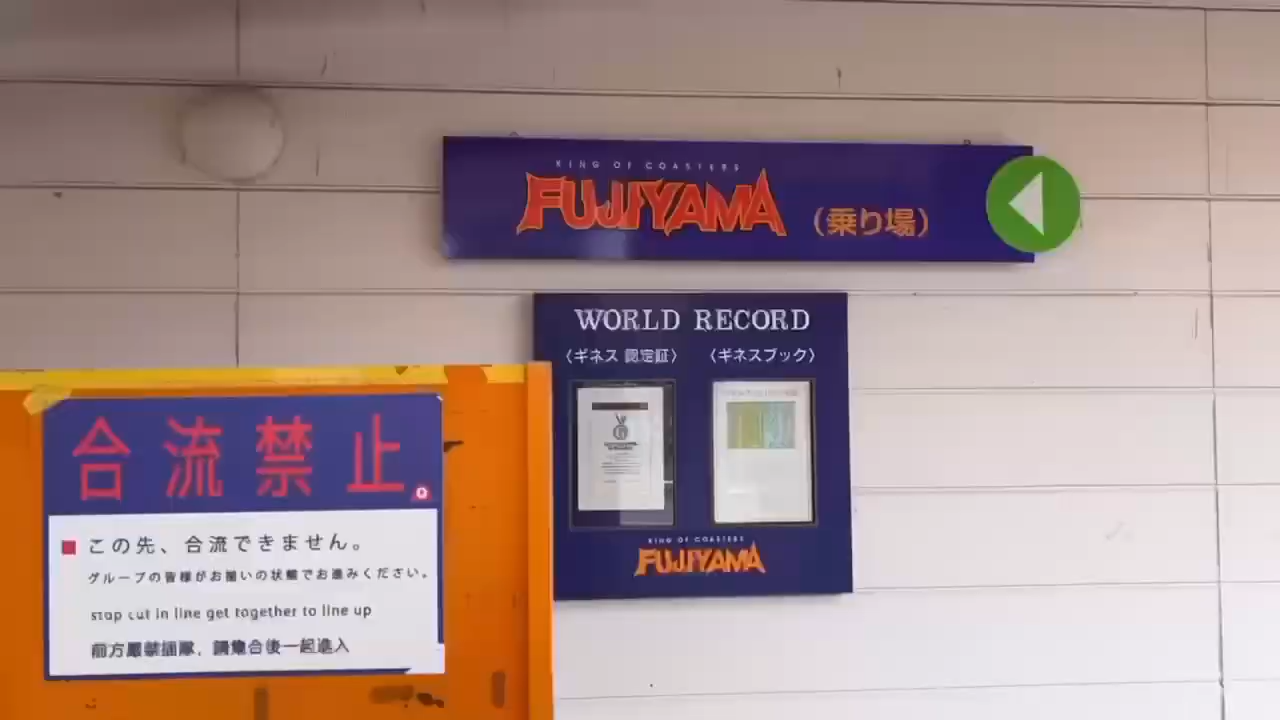 KING OF COASTERS
FUJIYAMA (乗り場)
WORLD RECORD
〈ギネス 認定証〉 〈ギネスブック〉
KING OF COASTERS
FUJIYAMA
合流禁止。
この先、合流できません。
グループの皆様がお揃いの状態でお進みください。
stop cut in line get together to line up
前方嚴禁插隊，請集合後一起進入